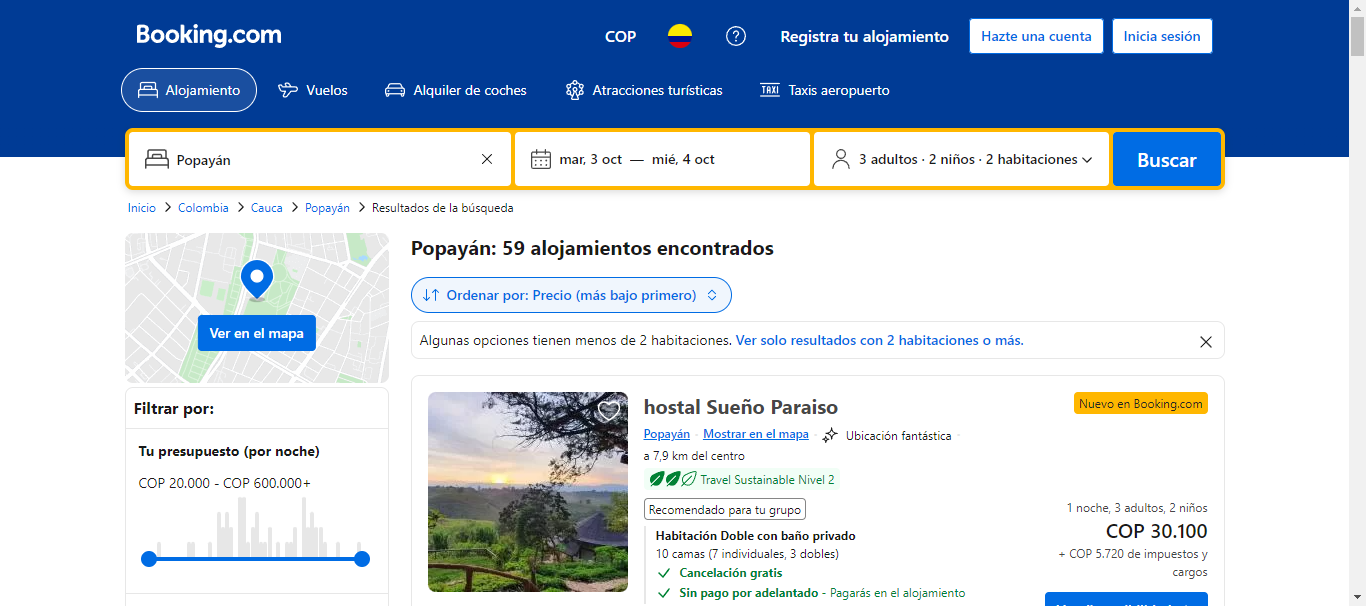 Booking.com
COP
Registra tu alojamiento
Hazte una cuenta
Inicia sesión
Alojamiento
Vuelos
Alquiler de coches
Atracciones turísticas
TAXI
Taxis aeropuerto
Popayán
mar, 3 oct — mié, 4 oct
3 adultos · 2 niños · 2 habitaciones
Buscar
Inicio > Colombia > Cauca > Popayán > Resultados de la búsqueda
Ver en el mapa
Filtrar por:
Tu presupuesto (por noche)
COP 20.000 - COP 600.000+
Popayán: 59 alojamientos encontrados
Ordenar por: Precio (más bajo primero)
Algunas opciones tienen menos de 2 habitaciones. Ver solo resultados con 2 habitaciones o más.
hostal Sueño Paraiso
Nuevo en Booking.com
Popayán · Mostrar en el mapa · Ubicación fantástica ·
a 7,9 km del centro
Travel Sustainable Nivel 2
Recomendado para tu grupo
Habitación Doble con baño privado
10 camas (7 individuales, 3 dobles)
Cancelación gratis
Sin pago por adelantado - Pagarás en el alojamiento
1 noche, 3 adultos, 2 niños
COP 30.100
+ COP 5.720 de impuestos y
cargos